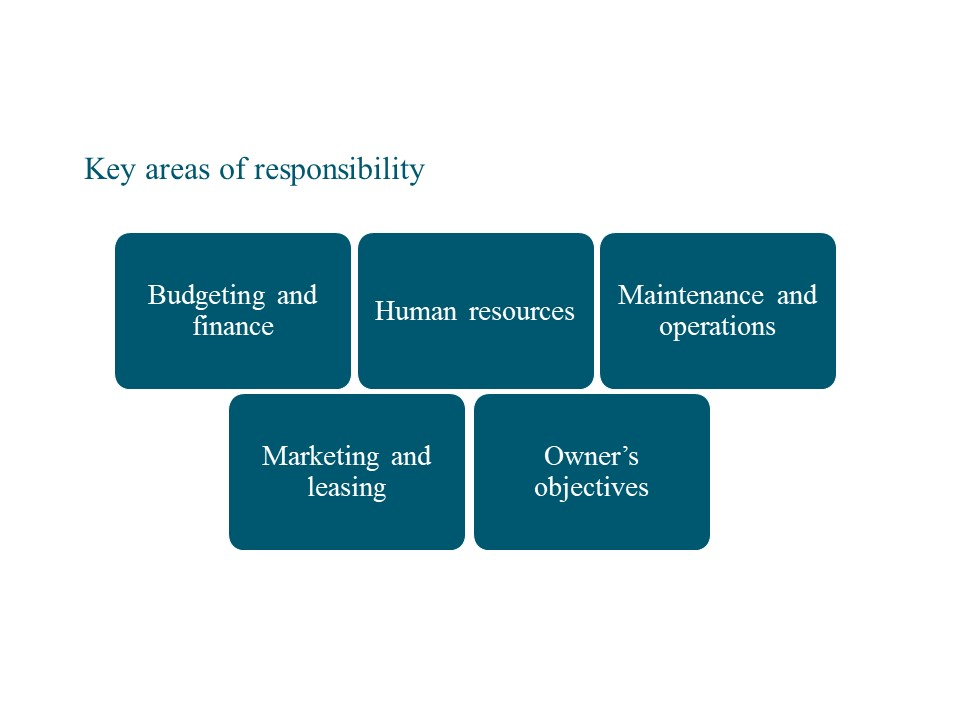 Key areas of responsibility
Budgeting and
finance
Human resources
Maintenance and
operations
Marketing and
leasing
Owner’s
objectives